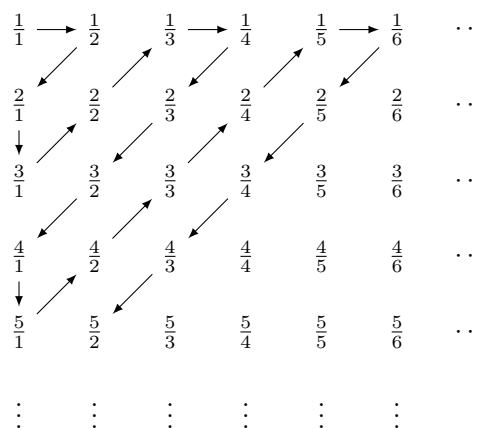 1/1 1/2 1/3 1/4 1/5 1/6 ··
2/1 2/2 2/3 2/4 2/5 2/6 ··
3/1 3/2 3/3 3/4 3/5 3/6 ··
4/1 4/2 4/3 4/4 4/5 4/6 ··
5/1 5/2 5/3 5/4 5/5 5/6 ··
⋮ ⋮ ⋮ ⋮ ⋮ ⋮